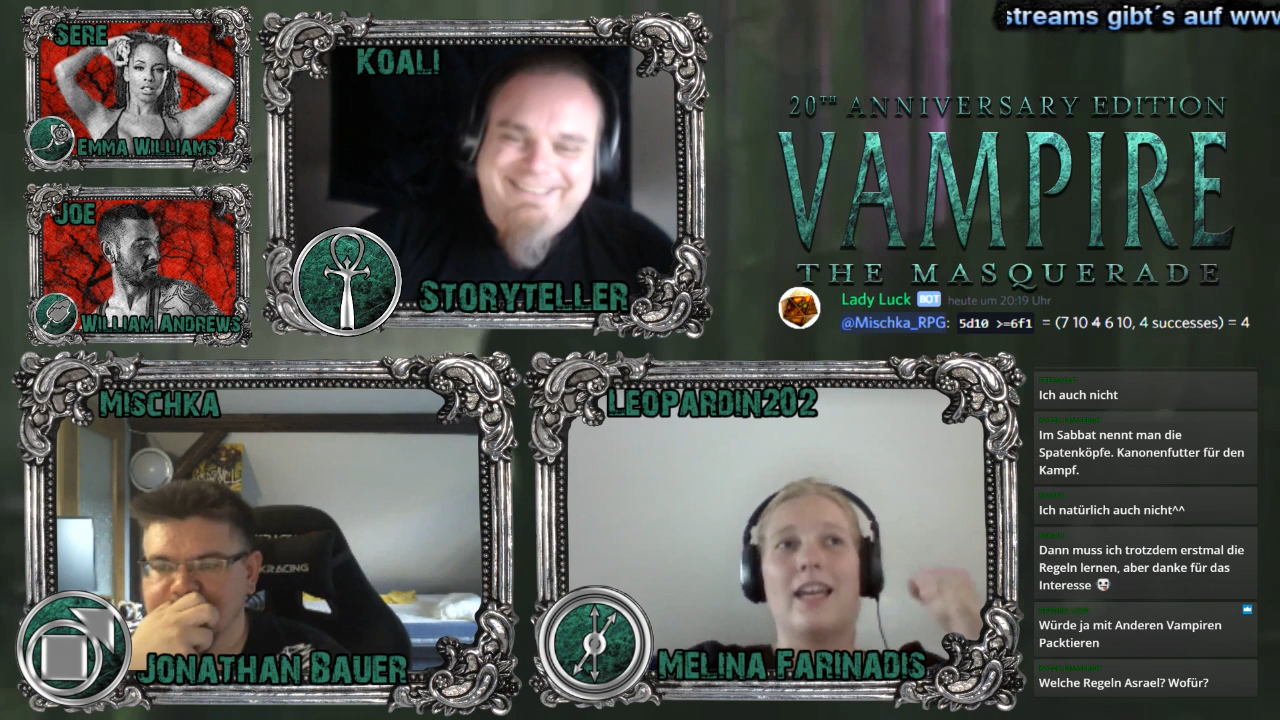 streams gibt´s auf www
SERE
EMMA WILLIAMS
KOALI
STORYTELLER
JOE
WILLIAM ANDREWS
20TH ANNIVERSARY EDITION
VAMPIRE
THE MASQUERADE
Lady Luck BOT heute um 20:19 Uhr
@Mischka_RPG: 5d10 >=6f1 = (7 10 4 6 10, 4 successes) = 4
MISCHKA
JONATHAN BAUER
LEOPARDIN202
MELINA FARINADIS
Ich auch nicht
Im Sabbat nennt man die
Spatenköpfe. Kanonenfutter für den
Kampf.
Ich natürlich auch nicht^^
Dann muss ich trotzdem erstmal die
Regeln lernen, aber danke für das
Interesse
Würde ja mit Anderen Vampiren
Packtieren
Welche Regeln Asrael? Wofür?